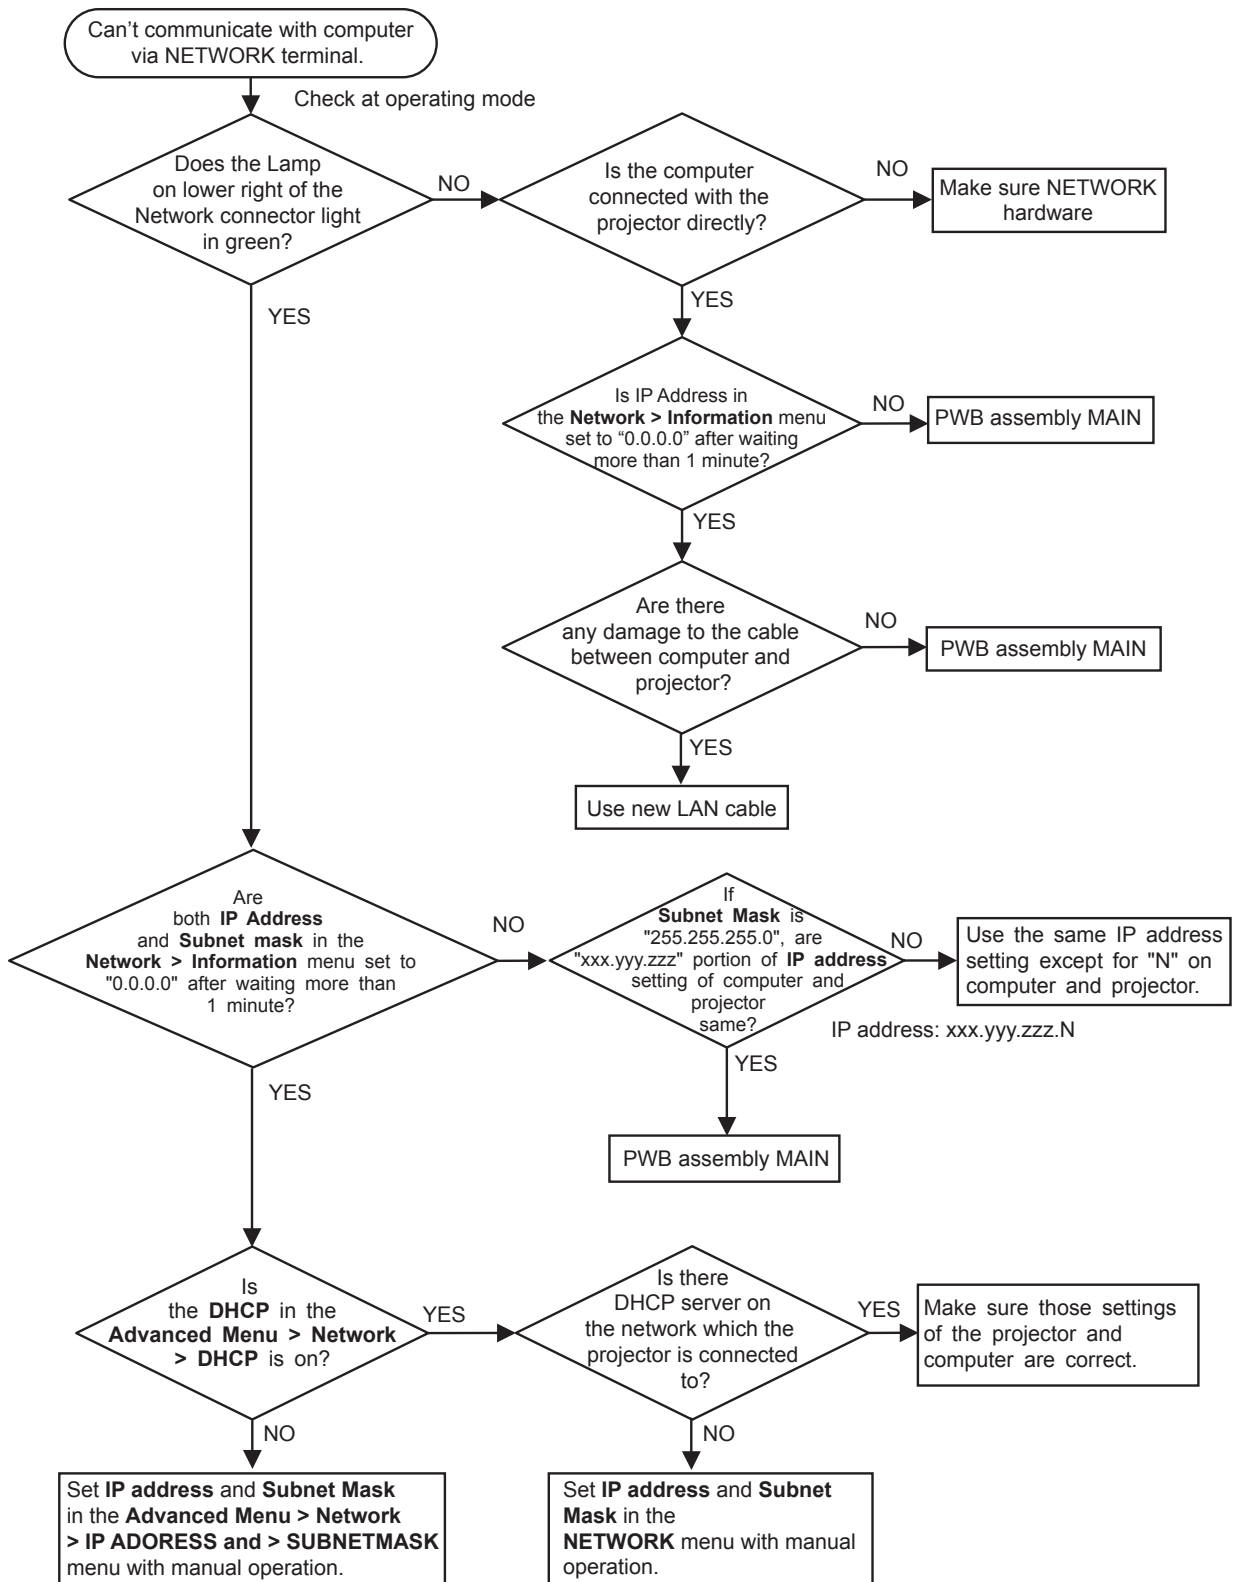 Can't communicate with computer
via NETWORK terminal.
Check at operating mode
Does the Lamp
on lower right of the
Network connector light
in green?
NO
Is the computer
connected with the
projector directly?
NO
Make sure NETWORK
hardware
YES
YES
Is IP Address in
the Network > Information menu
set to “0.0.0.0” after waiting
more than 1 minute?
NO
PWB assembly MAIN
YES
Are there
any damage to the cable
between computer and
projector?
NO
PWB assembly MAIN
YES
Use new LAN cable
Are
both IP Address
and Subnet mask in the
Network > Information menu set to
"0.0.0.0" after waiting more than
1 minute?
NO
If
Subnet Mask is
"255.255.255.0", are
"xxx.yyy.zzz" portion of IP address
setting of computer and
projector
same?
NO
Use the same IP address
setting except for "N" on
computer and projector.
IP address: xxx.yyy.zzz.N
YES
YES
PWB assembly MAIN
Is
the DHCP in the
Advanced Menu > Network
> DHCP is on?
YES
Is there
DHCP server on
the network which the
projector is connected
to?
YES
Make sure those settings
of the projector and
computer are correct.
NO
NO
Set IP address and Subnet Mask
in the Advanced Menu > Network
> IP ADORESS and > SUBNETMASK
menu with manual operation.
Set IP address and Subnet
Mask in the
NETWORK menu with manual
operation.